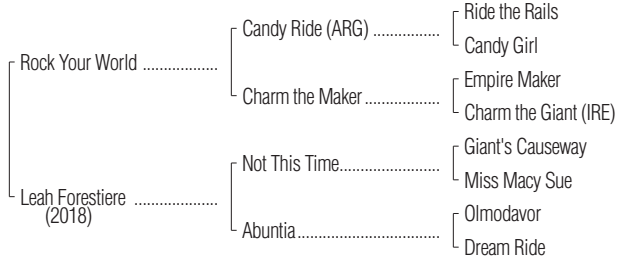 Ride the Rails
Candy Ride (ARG) ................
Candy Girl
Rock Your World ..................
Empire Maker
Charm the Maker ..................
Charm the Giant (IRE)
Giant's Causeway
Not This Time........................
Miss Macy Sue
Leah Forestiere ....................
(2018)
Olmodavor
Abuntia..................................
Dream Ride